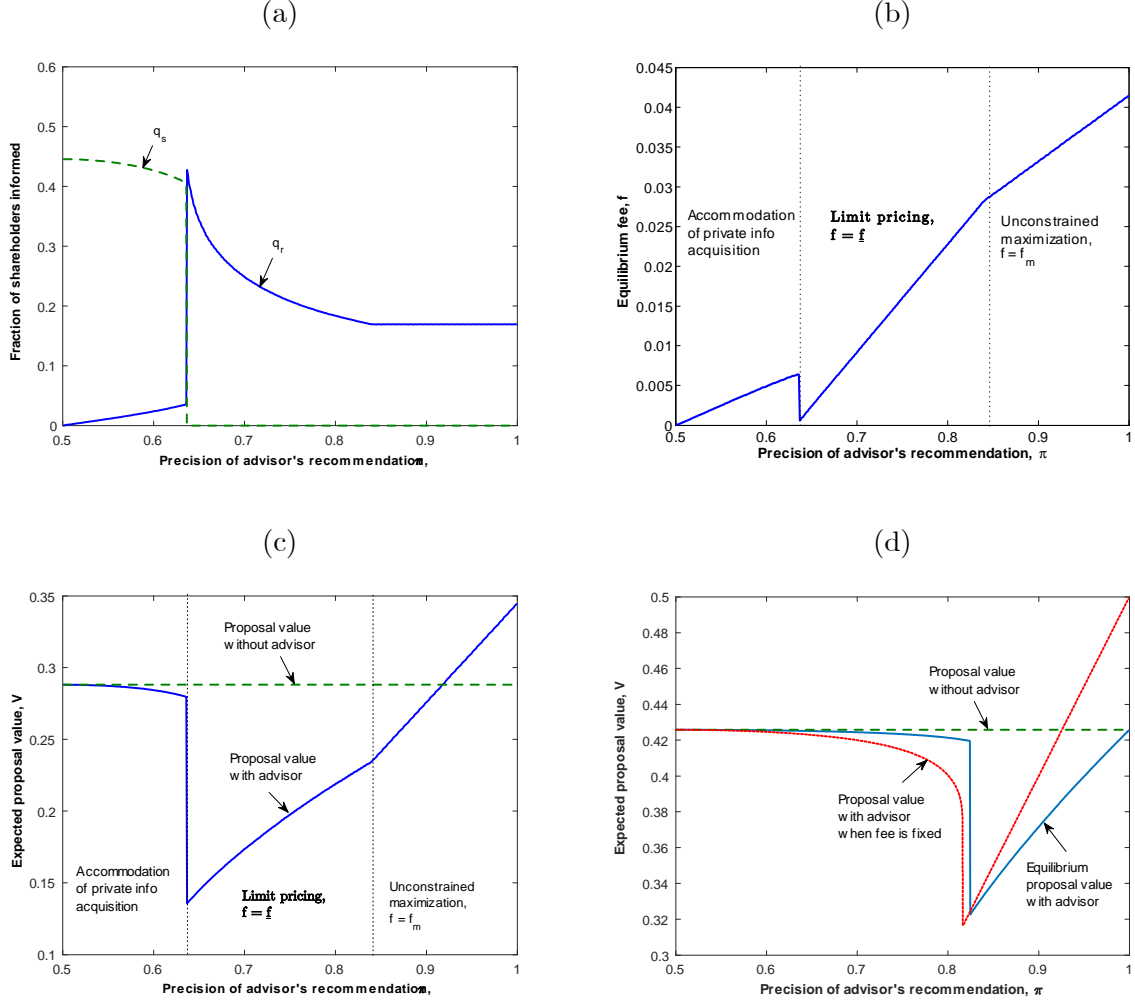 (a)
0.6
0.5
0.4
0.3
0.2
0.1
0
0.5
0.6
0.7
0.8
0.9
1
Fraction of shareholders informed
q_s
q_r
Precision of advisor's recommendation, π
(b)
0.045
0.04
0.035
0.03
0.025
0.02
0.015
0.01
0.005
0
0.5
0.6
0.7
0.8
0.9
1
Equilibrium fee, f
Accommodation
of private info
acquisition
Limit pricing,
f = f
Unconstrained
maximization,
f = f_m
Precision of advisor's recommendation, π
(c)
0.35
0.3
0.25
0.2
0.15
0.1
0.5
0.6
0.7
0.8
0.9
1
Expected proposal value, V
Proposal value
without advisor
Proposal value
with advisor
Accommodation
of private info
acquisition
Limit pricing,
f = f
Unconstrained
maximization,
f = f_m
Precision of advisor's recommendation, π
(d)
0.5
0.48
0.46
0.44
0.42
0.4
0.38
0.36
0.34
0.32
0.3
0.5
0.6
0.7
0.8
0.9
1
Expected proposal value, V
Proposal value
without advisor
Proposal value
with advisor
when fee is fixed
Equilibrium
proposal value
with advisor
Precision of advisor's recommendation, π